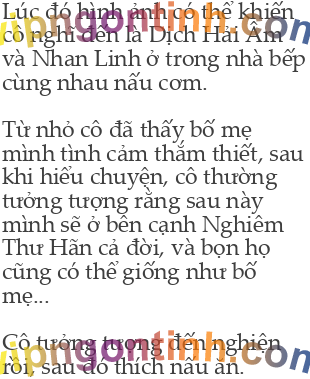 Lúc đó hình ảnh có thể khiến
cô nghĩ đến là Dịch Hải Âm
và Nhan Linh ở trong nhà bếp
cùng nhau nấu cơm.
Từ nhỏ cô đã thấy bố mẹ
mình tình cảm thắm thiết, sau
khi hiểu chuyện, cô thường
tưởng tượng rằng sau này
mình sẽ ở bên cạnh Nghiêm
Thư Hãn cả đời, và bọn họ
cũng có thể giống như bố
mẹ...
Cô tưởng tượng đến nghiện
rồi, sau đó thích nấu ăn.
vipngontinh.com
vipngontinh.com